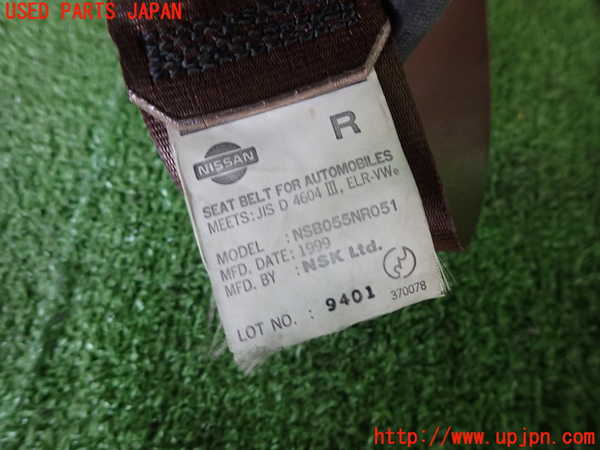 USED PARTS JAPAN
R
NISSAN
SEAT BELT FOR AUTOMOBILES
MEETS: JIS D 4604 III, ELR-VWe
MODEL : NSB055NR051
MFD. DATE: 1999
MFD. BY : NSK Ltd.
LOT NO. : 9401
370078
http://www.upjpn.com